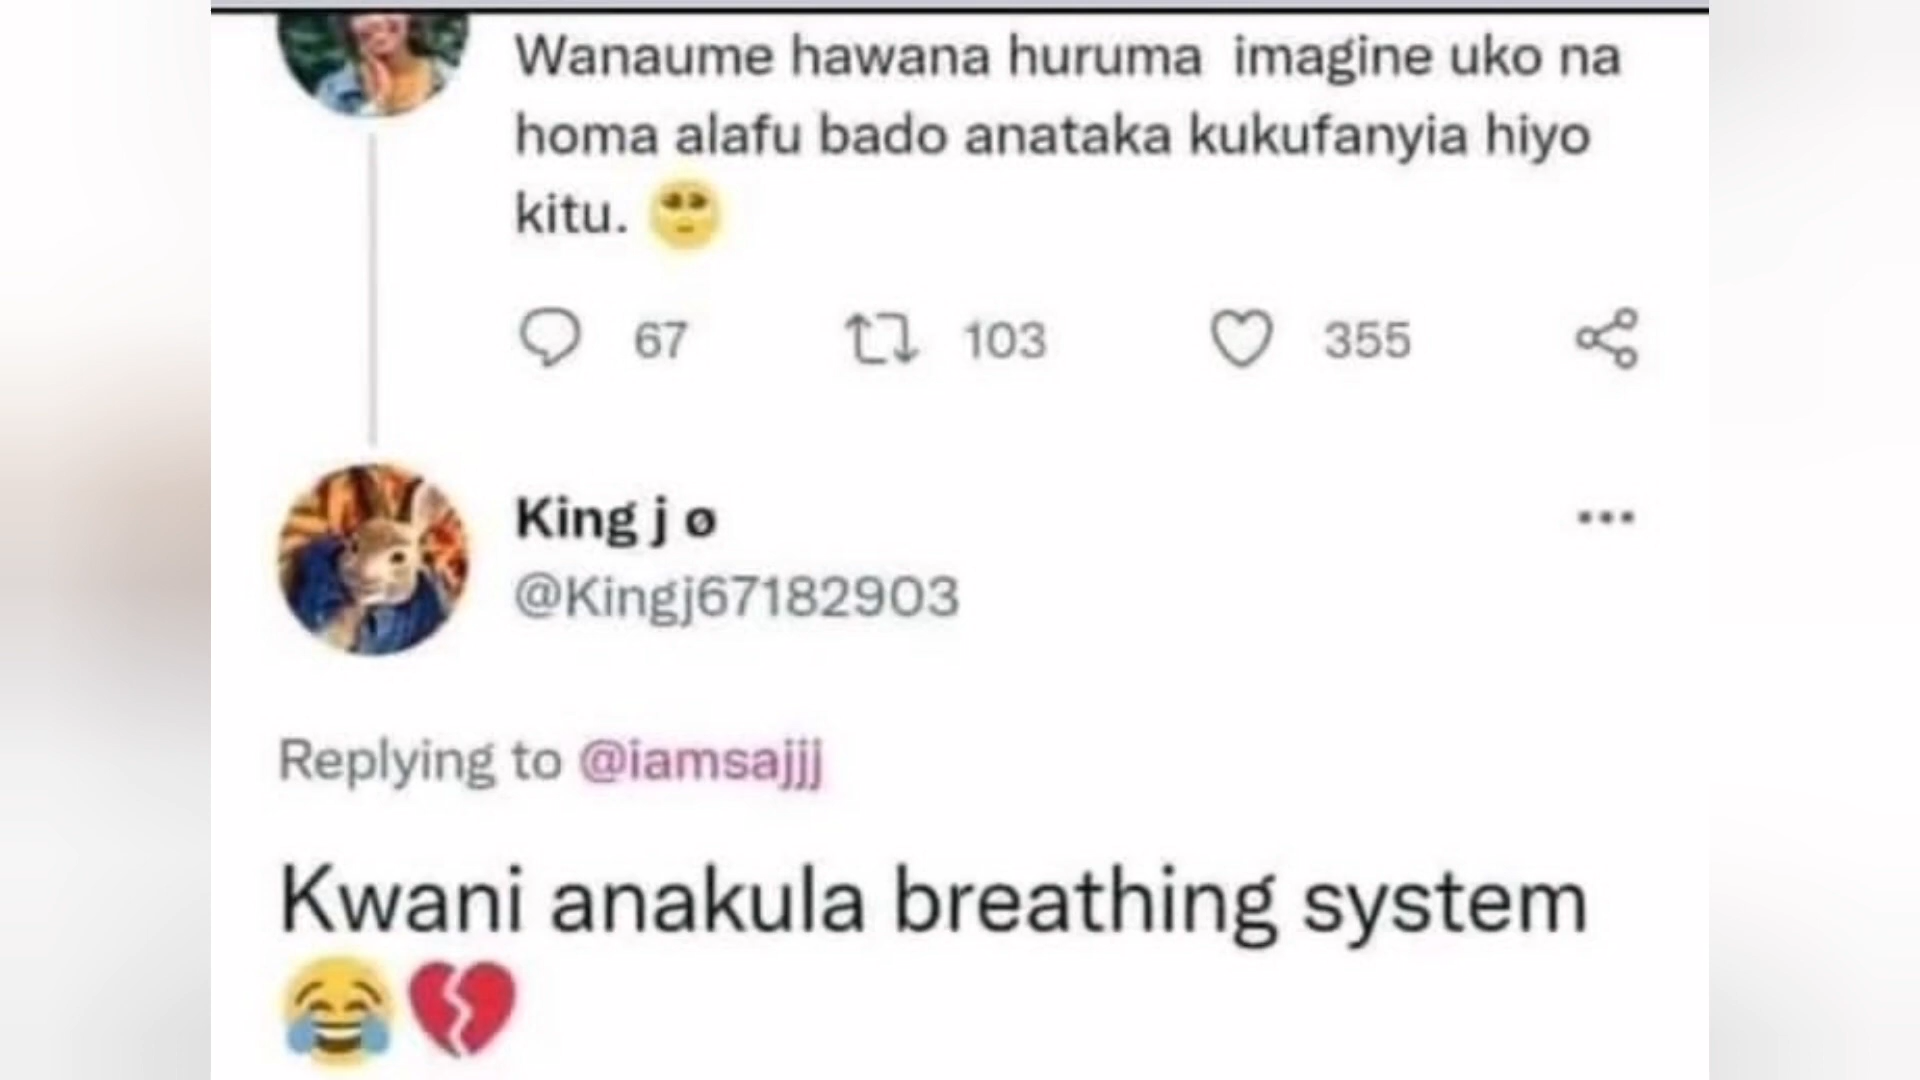 Wanaume hawana huruma imagine uko na
homa alafu bado anataka kukufanyia hiyo
kitu. 🥺
67 103 355
King j ø
@Kingj67182903
Replying to @iamsajjj
Kwani anakula breathing system
😂💔